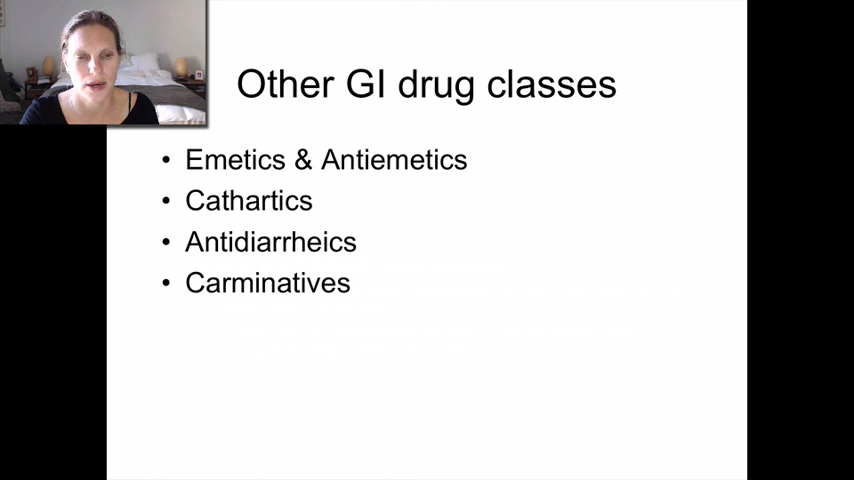 Other GI drug classes
• Emetics & Antiemetics
• Cathartics
• Antidiarrheics
• Carminatives